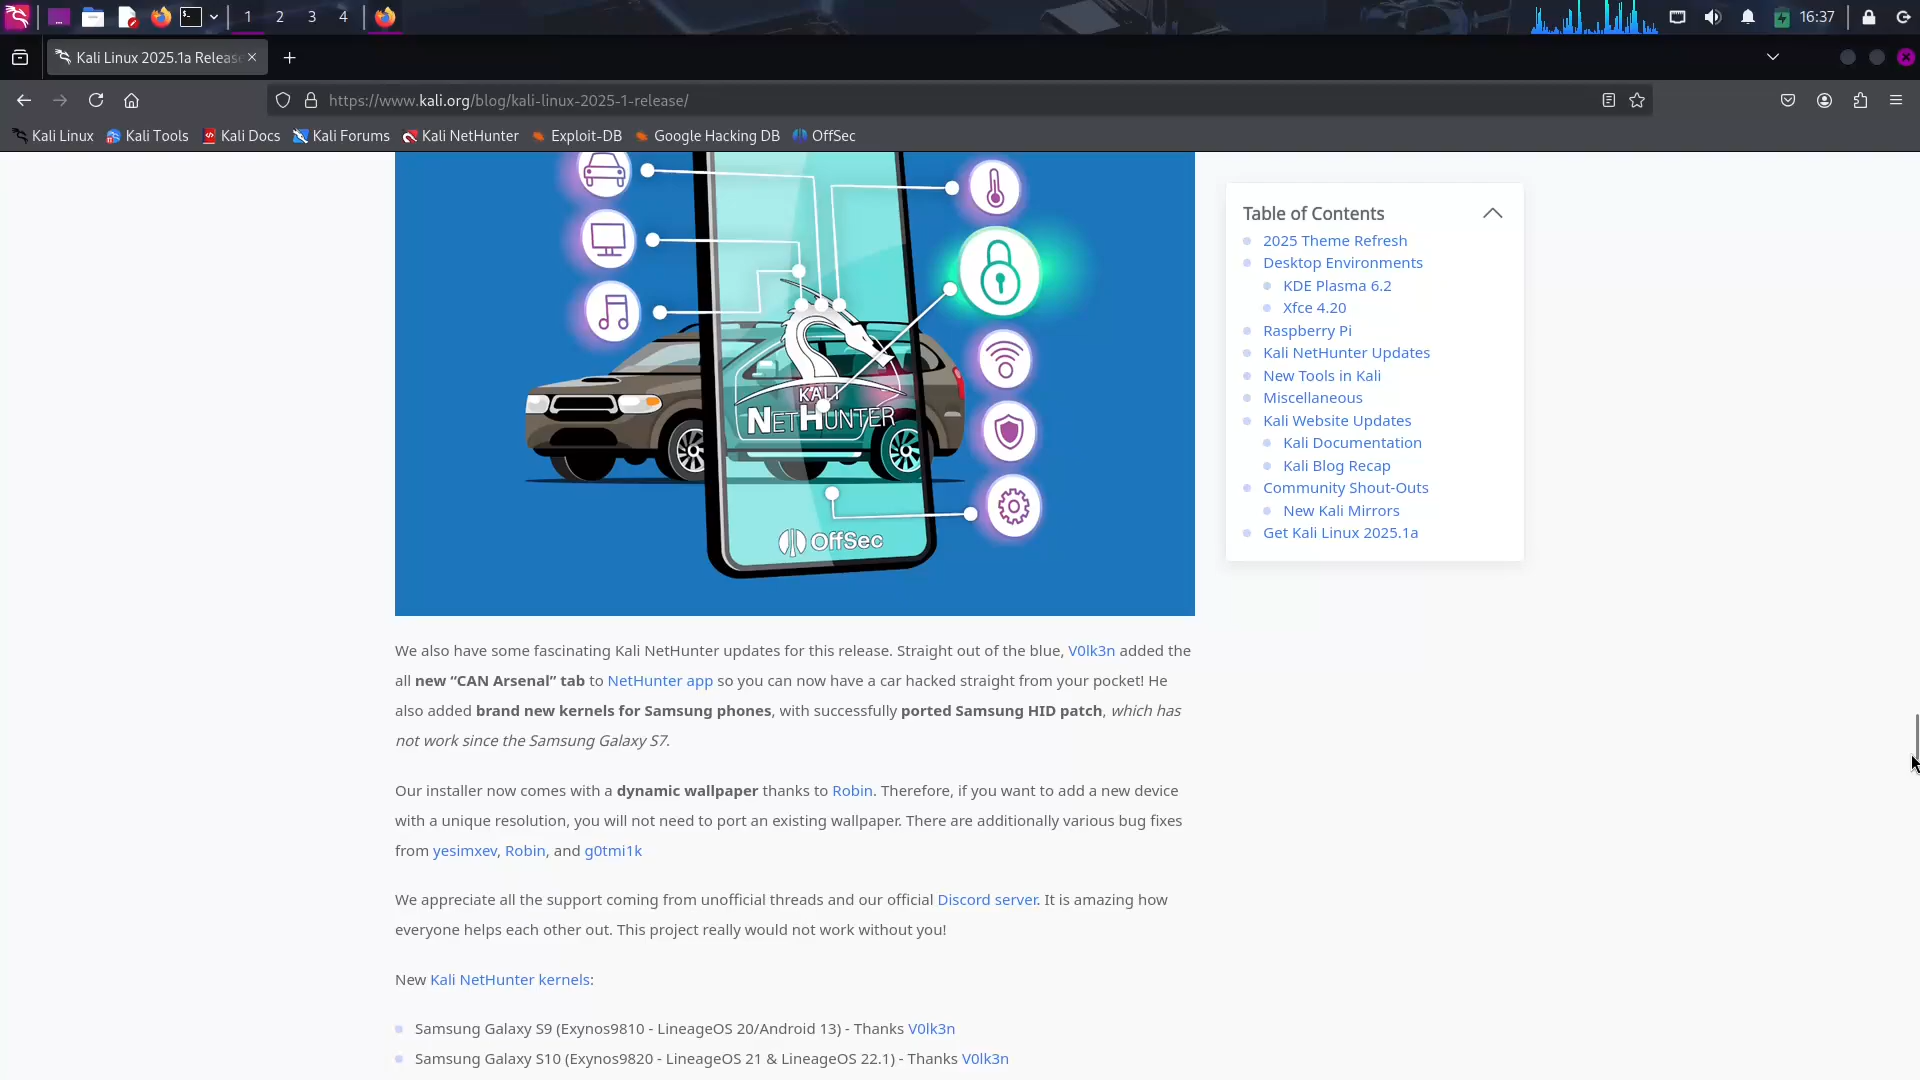 1 2 3 4 16:37
Kali Linux 2025.1a Releas
https://www.kali.org/blog/kali-linux-2025-1-release/
Kali Linux Kali Tools Kali Docs Kali Forums Kali NetHunter Exploit-DB Google Hacking DB OffSec
KALI
NETHUNTER
OffSec
Table of Contents
2025 Theme Refresh
Desktop Environments
KDE Plasma 6.2
Xfce 4.20
Raspberry Pi
Kali NetHunter Updates
New Tools in Kali
Miscellaneous
Kali Website Updates
Kali Documentation
Kali Blog Recap
Community Shout-Outs
New Kali Mirrors
Get Kali Linux 2025.1a
We also have some fascinating Kali NetHunter updates for this release. Straight out of the blue, V0lk3n added the
all new “CAN Arsenal” tab to NetHunter app so you can now have a car hacked straight from your pocket! He
also added brand new kernels for Samsung phones, with successfully ported Samsung HID patch, which has
not work since the Samsung Galaxy S7.
Our installer now comes with a dynamic wallpaper thanks to Robin. Therefore, if you want to add a new device
with a unique resolution, you will not need to port an existing wallpaper. There are additionally various bug fixes
from yesimxev, Robin, and g0tmi1k
We appreciate all the support coming from unofficial threads and our official Discord server. It is amazing how
everyone helps each other out. This project really would not work without you!
New Kali NetHunter kernels:
Samsung Galaxy S9 (Exynos9810 - LineageOS 20/Android 13) - Thanks V0lk3n
Samsung Galaxy S10 (Exynos9820 - LineageOS 21 & LineageOS 22.1) - Thanks V0lk3n